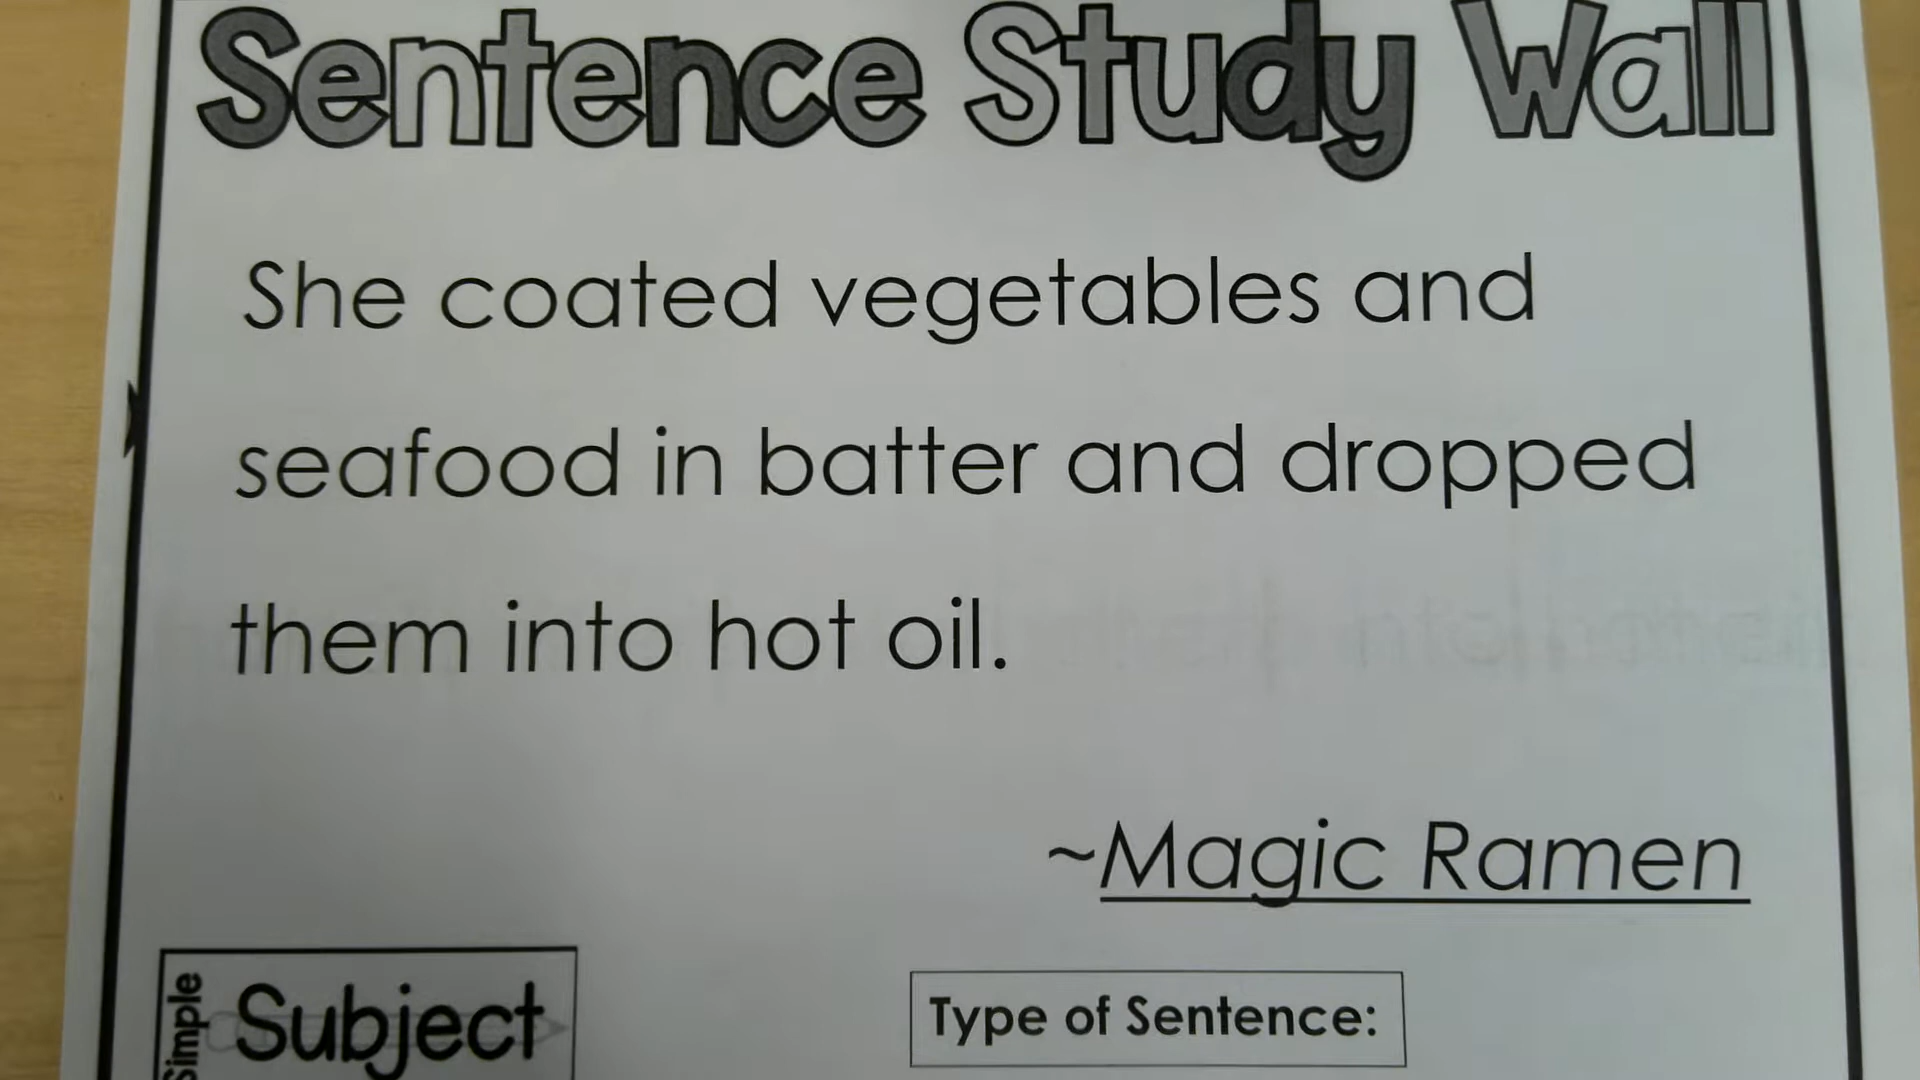 Sentence Study Wall
She coated vegetables and
seafood in batter and dropped
them into hot oil.
~Magic Ramen
Simple
Subject
Type of Sentence: